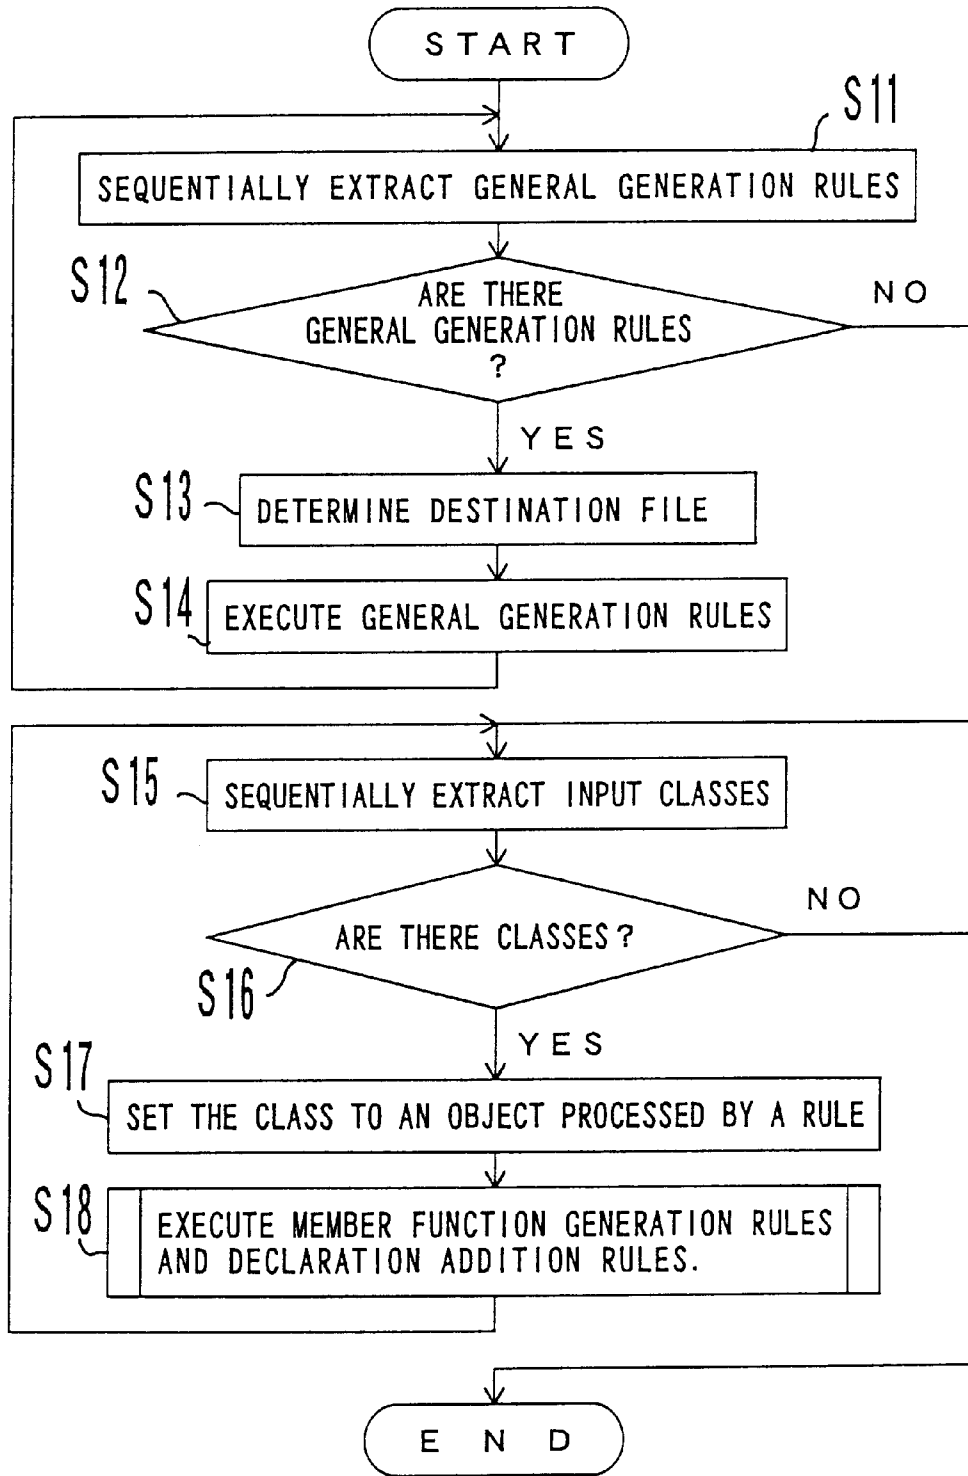 START
S11
SEQUENTIALLY EXTRACT GENERAL GENERATION RULES
S12
ARE THERE
GENERAL GENERATION RULES
?
NO
YES
S13
DETERMINE DESTINATION FILE
S14
EXECUTE GENERAL GENERATION RULES
S15
SEQUENTIALLY EXTRACT INPUT CLASSES
NO
ARE THERE CLASSES?
S16
YES
S17
SET THE CLASS TO AN OBJECT PROCESSED BY A RULE
S18
EXECUTE MEMBER FUNCTION GENERATION RULES
AND DECLARATION ADDITION RULES.
END